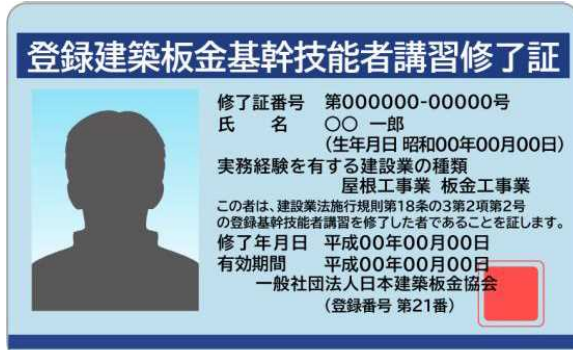 登録建築板金基幹技能者講習修了証
修了証番号 第000000-00000号
氏 名 〇〇 一郎
(生年月日 昭和00年00月00日)
実務経験を有する建設業の種類
屋根工事業 板金工事業
この者は、建設業法施行規則第18条の3第2項第2号
の登録基幹技能者講習を修了した者であることを証します。
修了年月日 平成00年00月00日
有効期間 平成00年00月00日
一般社団法人日本建築板金協会
(登録番号 第21番)